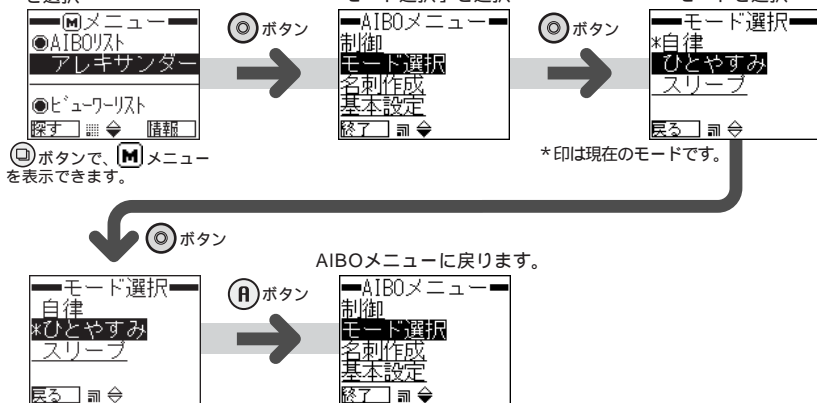 Ⓜメニュー
◉AIBOリスト
アレキサンダー
◉ビューワーリスト
探す 情報
ボタンで、Mメニュー
を表示できます。
ボタン
AIBOメニュー
制御
モード選択
名刺作成
基本設定
終了
ボタン
モード選択
*自律
ひとやすみ
スリープ
戻る
*印は現在のモードです。
ボタン
モード選択
自律
*ひとやすみ
スリープ
戻る
Aボタン
AIBOメニューに戻ります。
AIBOメニュー
制御
モード選択
名刺作成
基本設定
終了